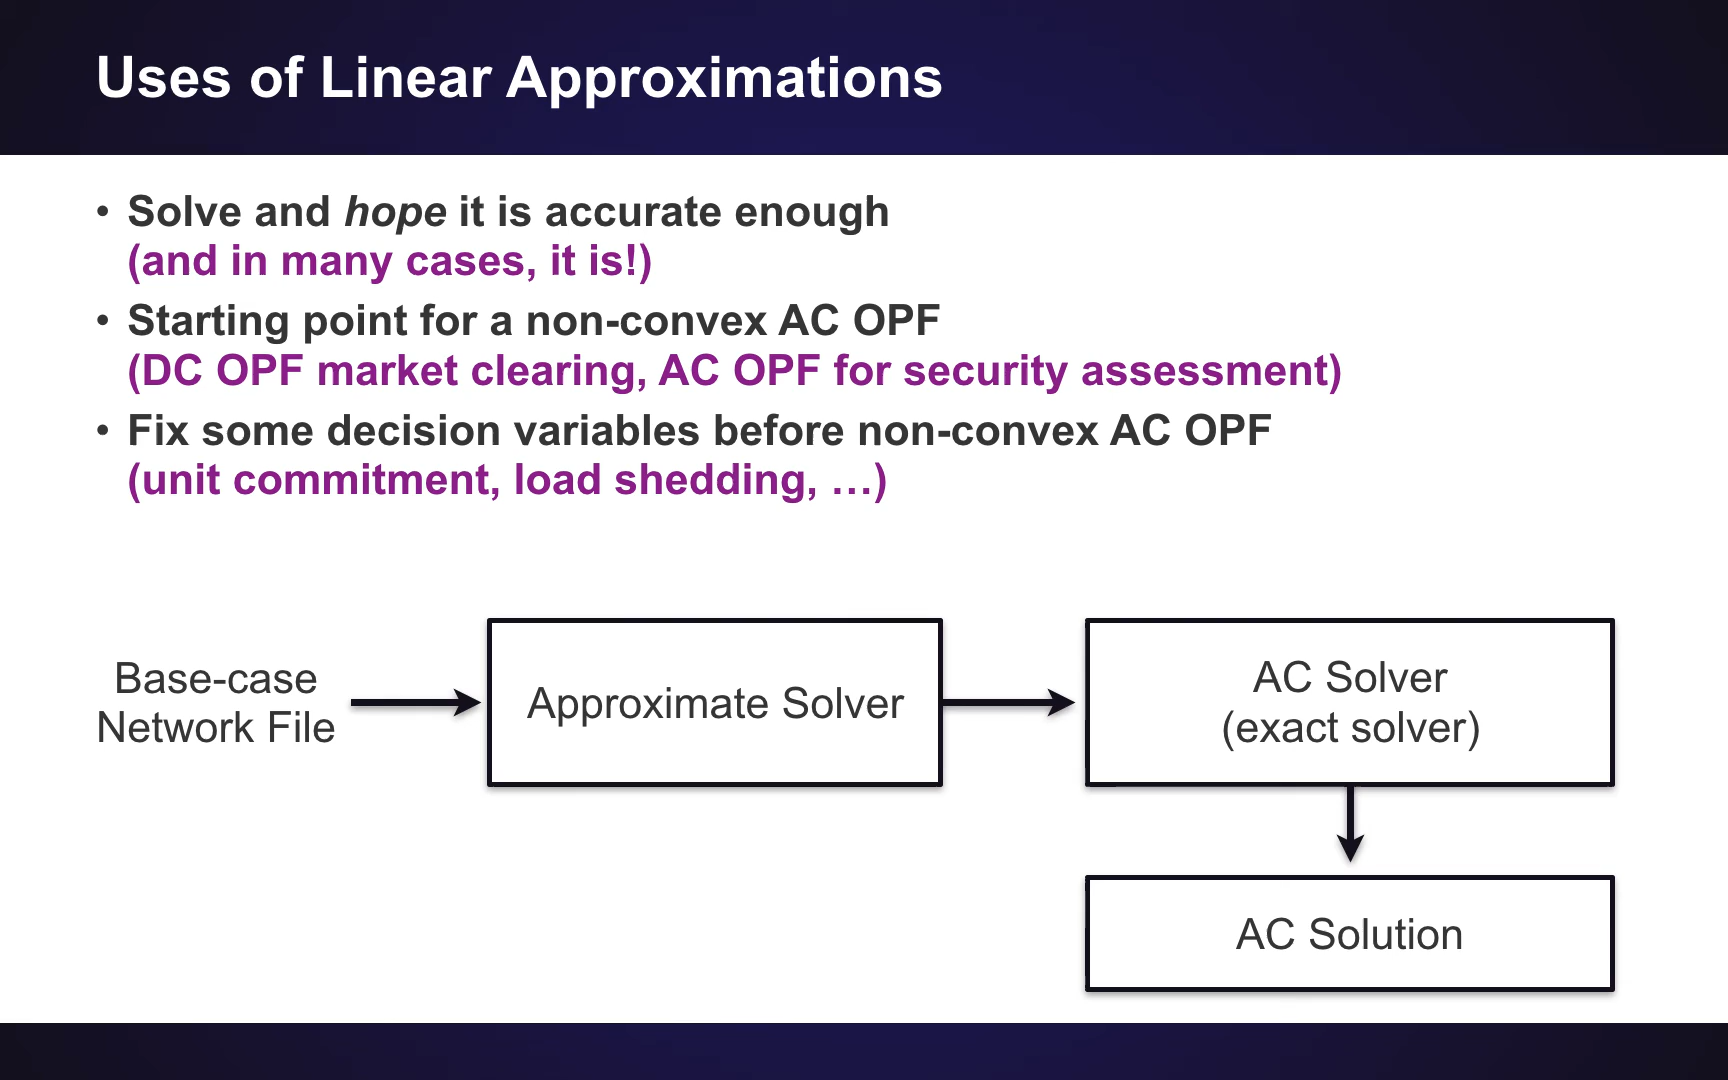 Uses of Linear Approximations
• Solve and hope it is accurate enough
(and in many cases, it is!)
• Starting point for a non-convex AC OPF
(DC OPF market clearing, AC OPF for security assessment)
• Fix some decision variables before non-convex AC OPF
(unit commitment, load shedding, …)
Base-case
Network File
Approximate Solver
AC Solver
(exact solver)
AC Solution